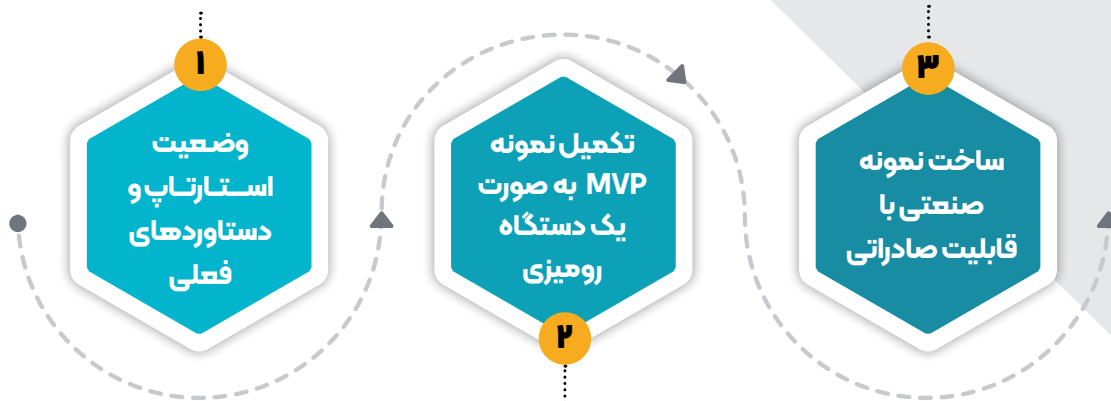 ۱
وضعیت
استارتاپ و
دستاوردهای
فعلی
تکمیل نمونه
MVP به صورت
یک دستگاه
رومیزی
۲
۳
ساخت نمونه
صنعتی با
قابلیت صادراتی